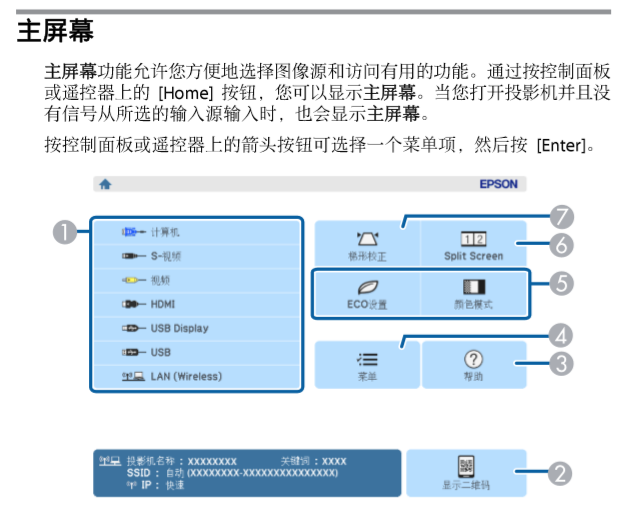 主屏幕
主屏幕功能允许您方便地选择图像源和访问有用的功能。通过按控制面板
或遥控器上的 [Home] 按钮，您可以显示主屏幕。当您打开投影机并且没
有信号从所选的输入源输入时，也会显示主屏幕。
按控制面板或遥控器上的箭头按钮可选择一个菜单项，然后按 [Enter]。
EPSON
1
计算机
S-视频
视频
HDMI
USB Display
USB
LAN (Wireless)
7
梯形校正
1 2
Split Screen
6
ECO设置
颜色模式
5
4
菜单
?
帮助
3
投影机名称 : XXXXXXXX 关键词 : XXXX
SSID : 自动 (XXXXXXXX-XXXXXXXXXXXXXXXXX)
IP : 快速
显示二维码
2